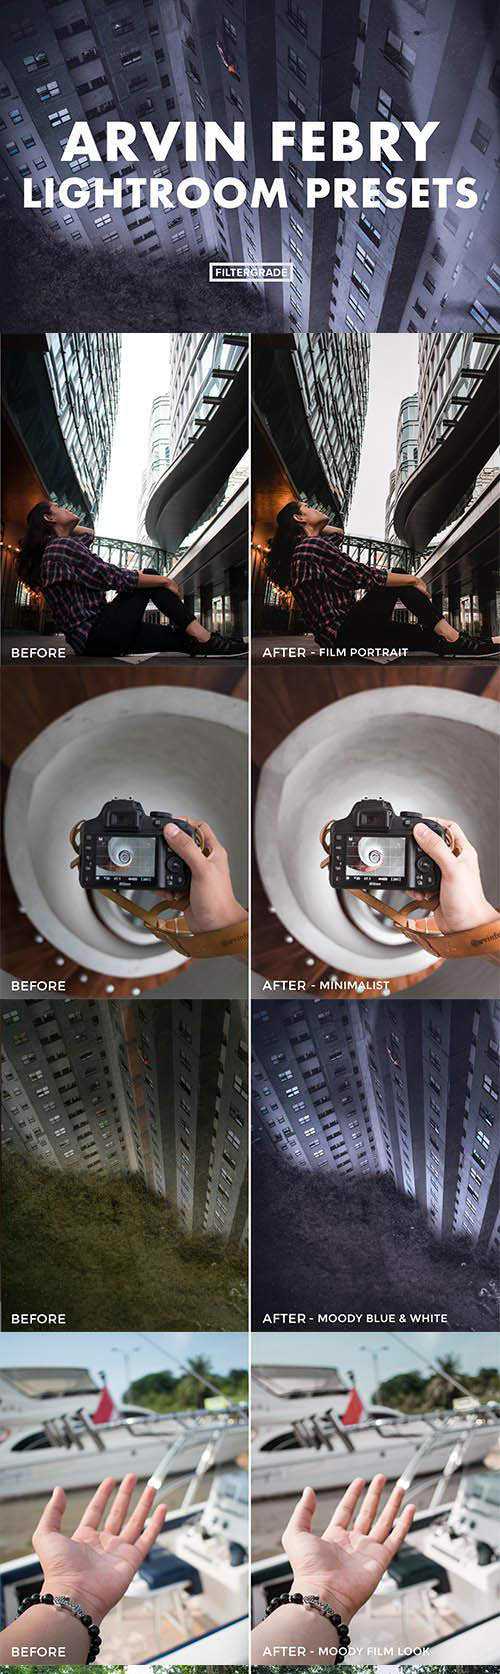 ARVIN FEBRY
LIGHTROOM PRESETS
FILTERGRADE
BEFORE
AFTER - FILM PORTRAIT
BEFORE
AFTER - MINIMALIST
BEFORE
AFTER - MOODY BLUE & WHITE
BEFORE
AFTER - MOODY FILM LOOK